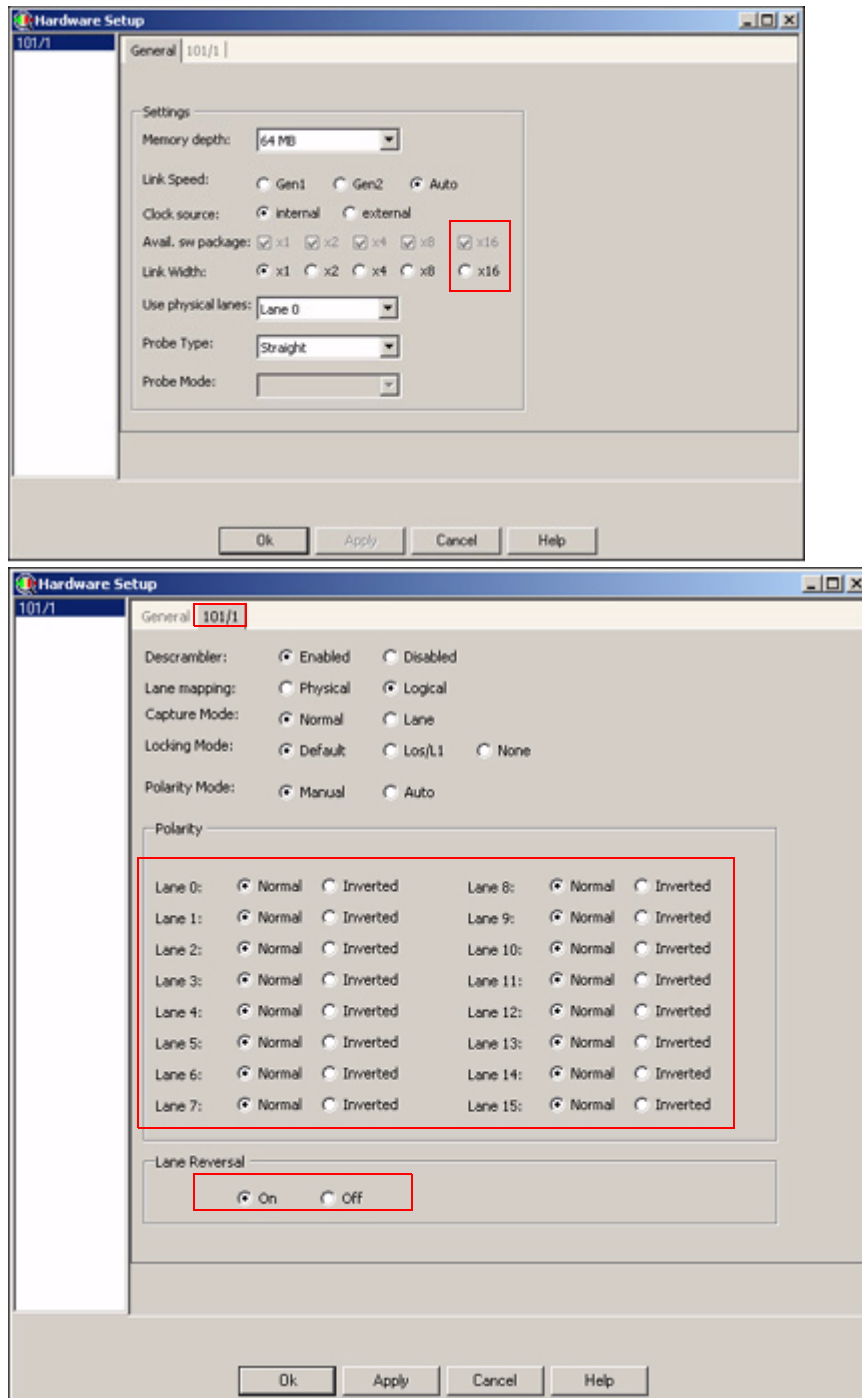 Hardware Setup
101/1
General 101/1
Settings
Memory depth: 64 MB
Link Speed: Gen1 Gen2 Auto
Clock source: internal external
Avail. sw package: x1 x2 x4 x8 x16
Link Width: x1 x2 x4 x8 x16
Use physical lanes: Lane 0
Probe Type: Straight
Probe Mode:
Ok Apply Cancel Help
Hardware Setup
101/1
General 101/1
Descrambler: Enabled Disabled
Lane mapping: Physical Logical
Capture Mode: Normal Lane
Locking Mode: Default Los/L1 None
Polarity Mode: Manual Auto
Polarity
Lane 0: Normal Inverted Lane 8: Normal Inverted
Lane 1: Normal Inverted Lane 9: Normal Inverted
Lane 2: Normal Inverted Lane 10: Normal Inverted
Lane 3: Normal Inverted Lane 11: Normal Inverted
Lane 4: Normal Inverted Lane 12: Normal Inverted
Lane 5: Normal Inverted Lane 13: Normal Inverted
Lane 6: Normal Inverted Lane 14: Normal Inverted
Lane 7: Normal Inverted Lane 15: Normal Inverted
Lane Reversal
On Off
Ok Apply Cancel Help